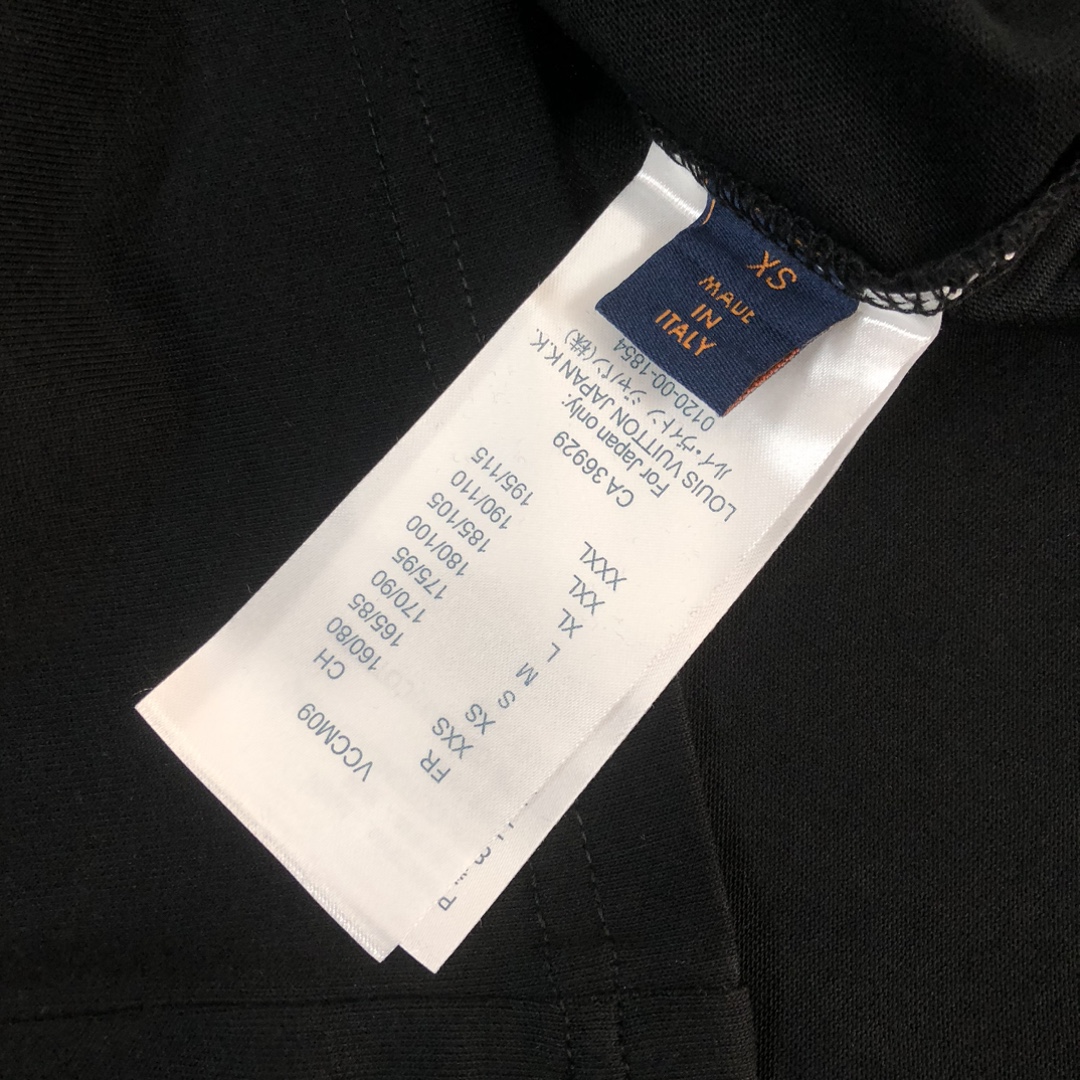 XS
MADE
IN
ITALY
VCCM09
FR CH
XXS 160/80
XS 165/85
S 170/90
M 175/95
L 180/100
XL 185/105
XXL 190/110
XXXL 195/115
CA 36929
For Japan only:
LOUIS VUITTON JAPAN K.K.
ルイ・ヴィトン ジャパン(株)
0120-00-1854